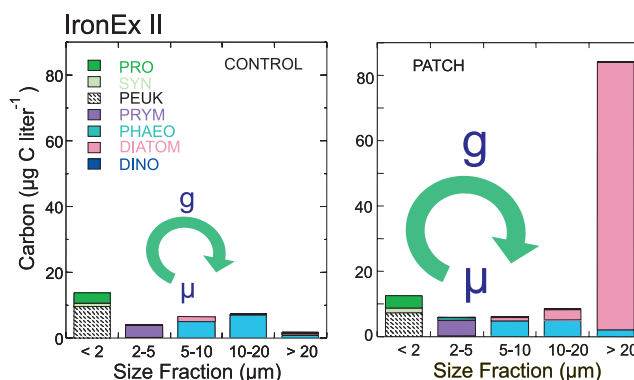 IronEx II
CONTROL
PRO
SYN
PEUK
PRYM
PHAEO
DIATOM
DINO
g
µ
Carbon (µg C liter⁻¹)
80
60
40
20
0
< 2 2-5 5-10 10-20 > 20
Size Fraction (µm)
PATCH
g
µ
80
60
40
20
0
< 2 2-5 5-10 10-20 > 20
Size Fraction (µm)